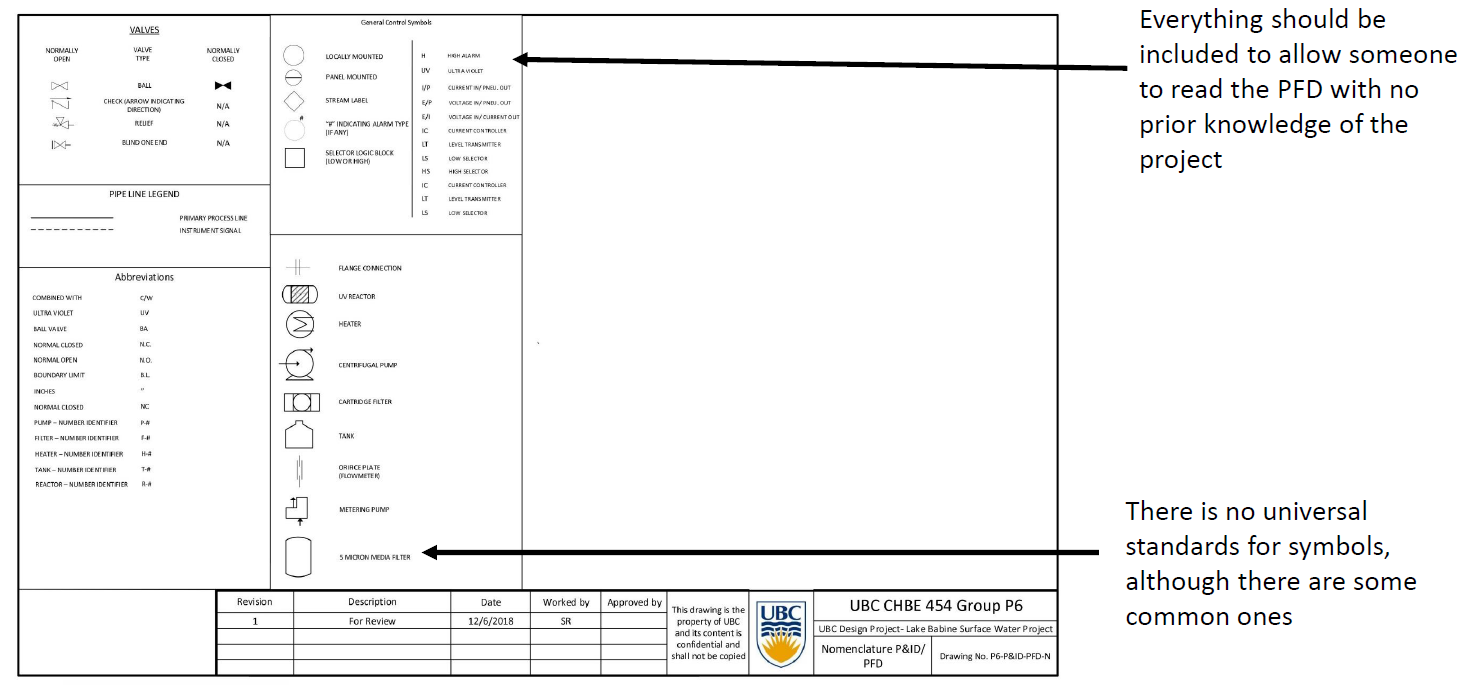 VALVES
NORMALLY OPEN
VALVE TYPE
NORMALLY CLOSED
BALL
CHECK (ARROW INDICATING DIRECTION)
N/A
RELIEF
N/A
BLIND ONE END
N/A
PIPE LINE LEGEND
PRIMARY PROCESS LINE
INSTRUMENT SIGNAL
Abbreviations
COMBINED WITH C/W
ULTRA VIOLET UV
BALL VALVE BA
NORMAL CLOSED N.C.
NORMAL OPEN N.O.
BOUNDARY LIMIT B.L.
INCHES "
NORMAL CLOSED NC
PUMP – NUMBER IDENTIFIER P-#
FILTER – NUMBER IDENTIFIER F-#
HEATER – NUMBER IDENTIFIER H-#
TANK – NUMBER IDENTIFIER T-#
REACTOR – NUMBER IDENTIFIER R-#
General Control Symbols
LOCALLY MOUNTED
PANEL MOUNTED
STREAM LABEL
#
"#" INDICATING ALARM TYPE
(IF ANY)
SELECTOR LOGIC BLOCK
(LOW OR HIGH)
H HIGH ALARM
UV ULTRA VIOLET
I/P CURRENT IN/ PNEU. OUT
E/P VOLTAGE IN/ PNEU. OUT
E/I VOLTAGE IN/ CURRENT OUT
IC CURRENT CONTROLLER
LT LEVEL TRANSMITTER
LS LOW SELECTOR
HS HIGH SELECTOR
IC CURRENT CONTROLLER
LT LEVEL TRANSMITTER
LS LOW SELECTOR
FLANGE CONNECTION
UV REACTOR
HEATER
CENTRIFUGAL PUMP
CARTRIDGE FILTER
TANK
ORIFICE PLATE
(FLOWMETER)
METERING PUMP
5 MICRON MEDIA FILTER
Everything should be
included to allow someone
to read the PFD with no
prior knowledge of the
project
There is no universal
standards for symbols,
although there are some
common ones
Revision Description Date Worked by Approved by
1 For Review 12/6/2018 SR
This drawing is the
property of UBC
and its content is
confidential and
shall not be copied
UBC
UBC CHBE 454 Group P6
UBC Design Project- Lake Babine Surface Water Project
Nomenclature P&ID/
PFD
Drawing No. P6-P&ID-PFD-N